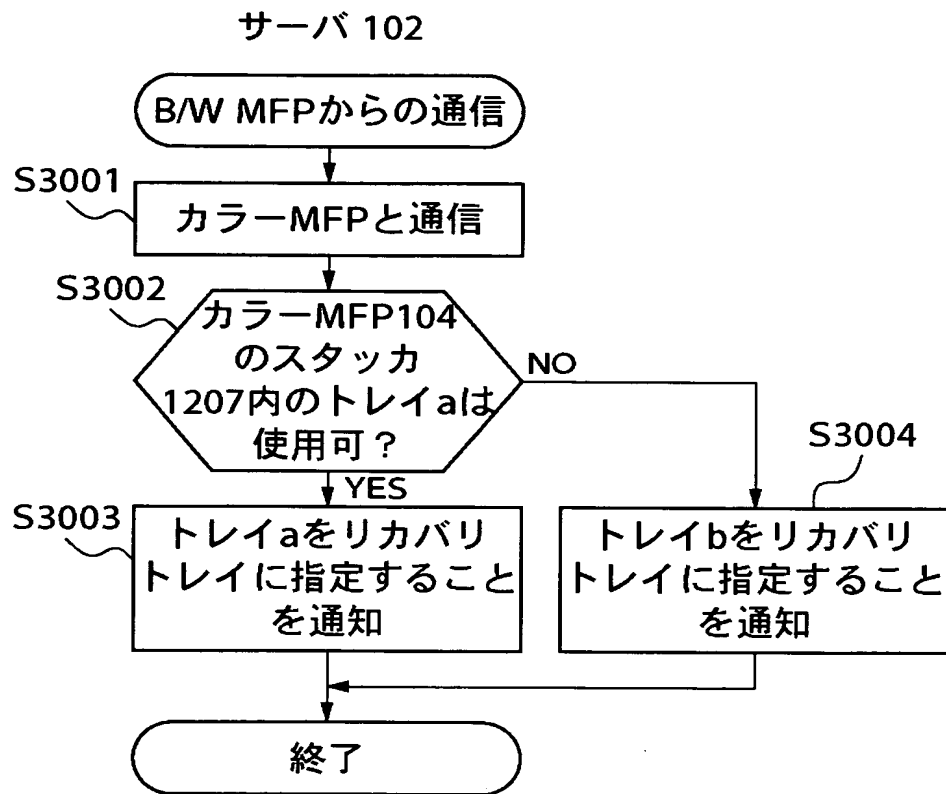 サーバ 102
B/W MFPからの通信
S3001
カラーMFPと通信
S3002
カラーMFP104
のスタッカ
1207内のトレイaは
使用可？
NO
YES
S3003
トレイaをリカバリ
トレイに指定すること
を通知
S3004
トレイbをリカバリ
トレイに指定すること
を通知
終了